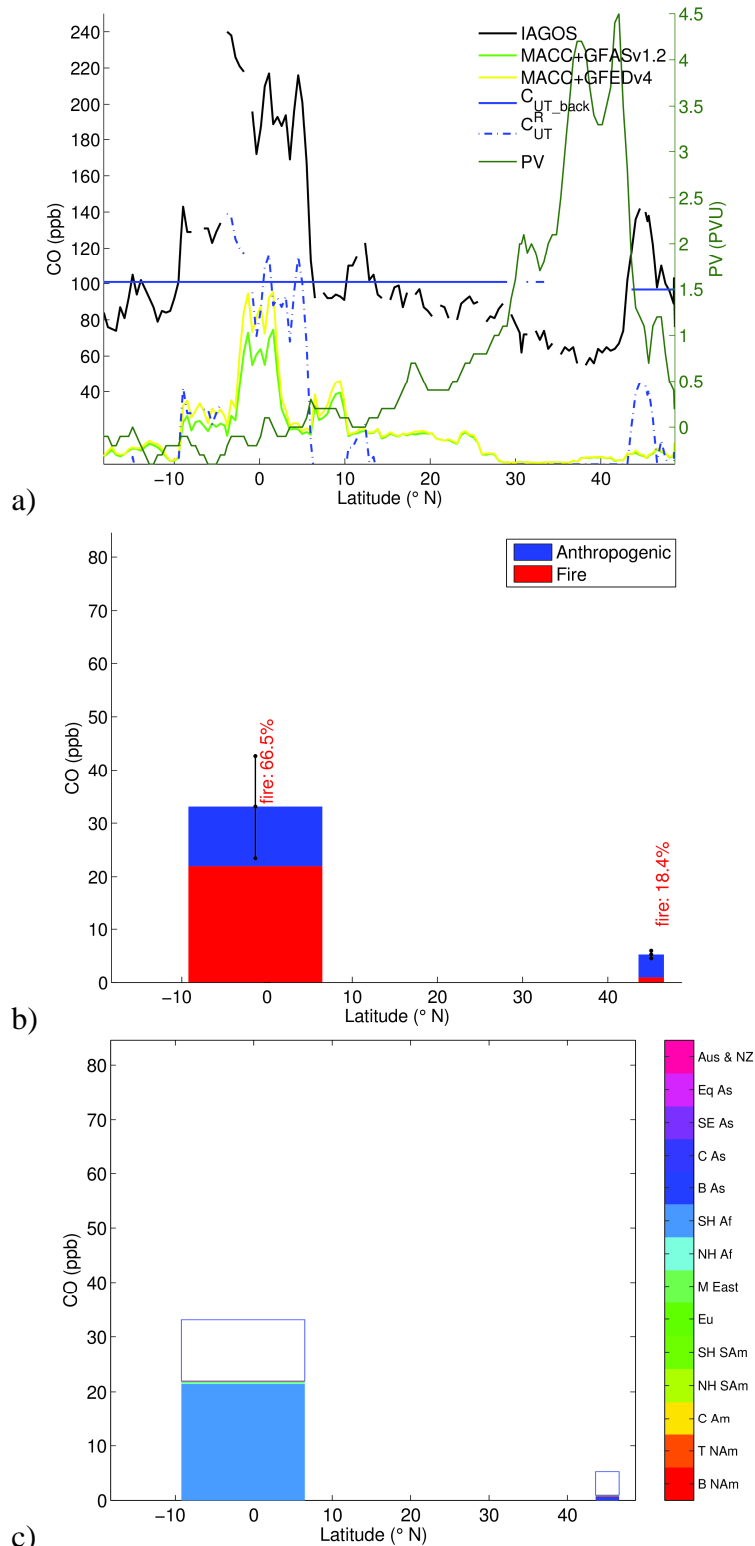 240
220
200
180
160
140
120
100
80
60
40
CO (ppb)
IAGOS
MACC+GFASv1.2
MACC+GFEDv4
C_UT_back
C^R_UT
PV
4.5
4
3.5
3
2.5
2
1.5
1
0.5
0
PV (PVU)
−10 0 10 20 30 40
Latitude (° N)
a)
80
70
60
50
40
30
20
10
0
CO (ppb)
Anthropogenic
Fire
fire: 66.5%
fire: 18.4%
−10 0 10 20 30 40
Latitude (° N)
b)
80
70
60
50
40
30
20
10
0
CO (ppb)
−10 0 10 20 30 40
Latitude (° N)
Aus & NZ
Eq As
SE As
C As
B As
SH Af
NH Af
M East
Eu
SH SAm
NH SAm
C Am
T NAm
B NAm
c)